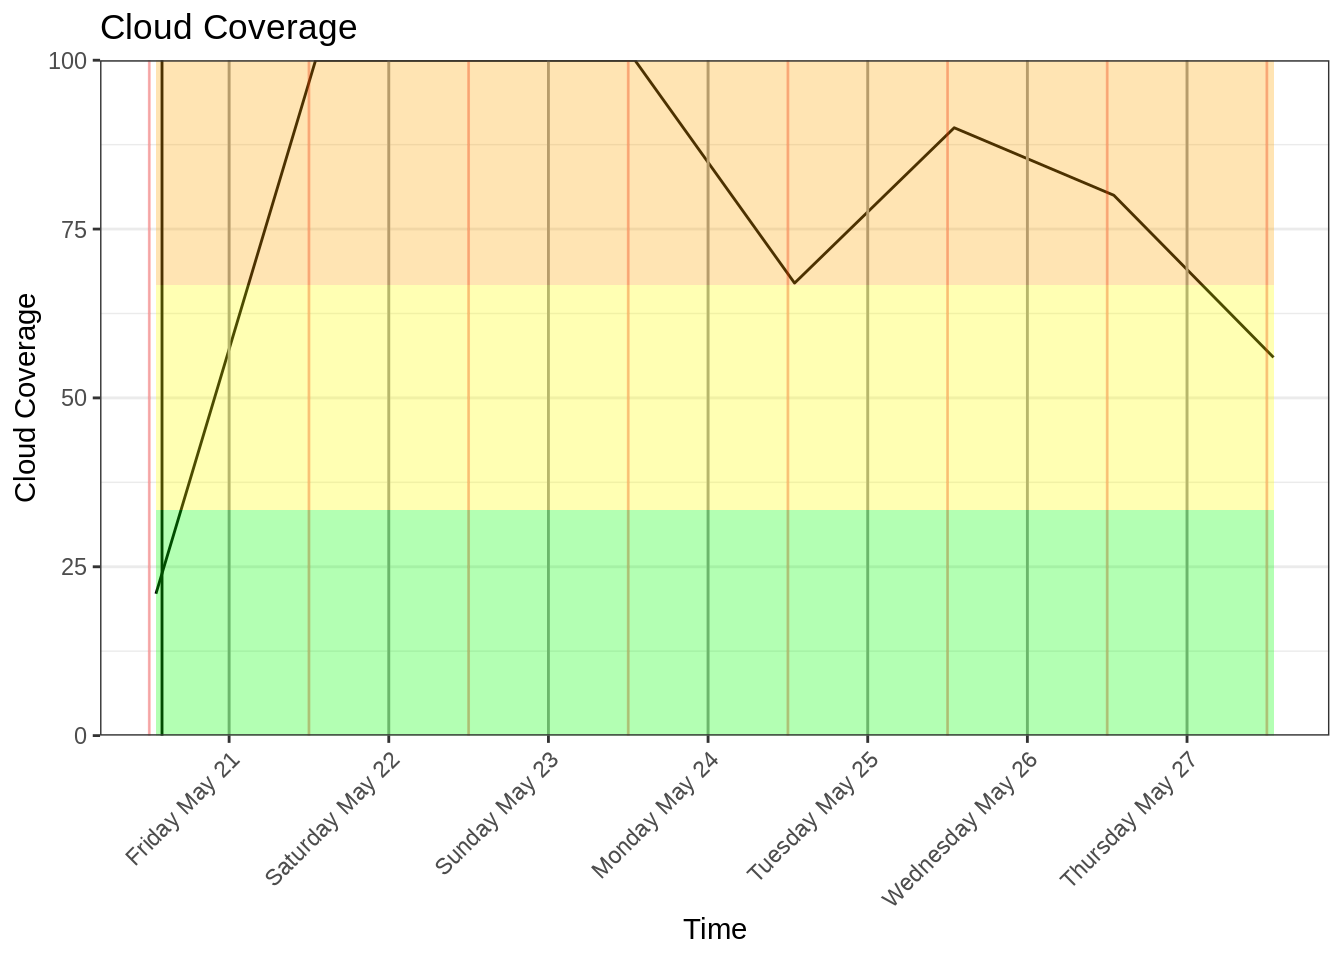 Cloud Coverage
100
75
50
25
0
Cloud Coverage
Friday May 21
Saturday May 22
Sunday May 23
Monday May 24
Tuesday May 25
Wednesday May 26
Thursday May 27
Time